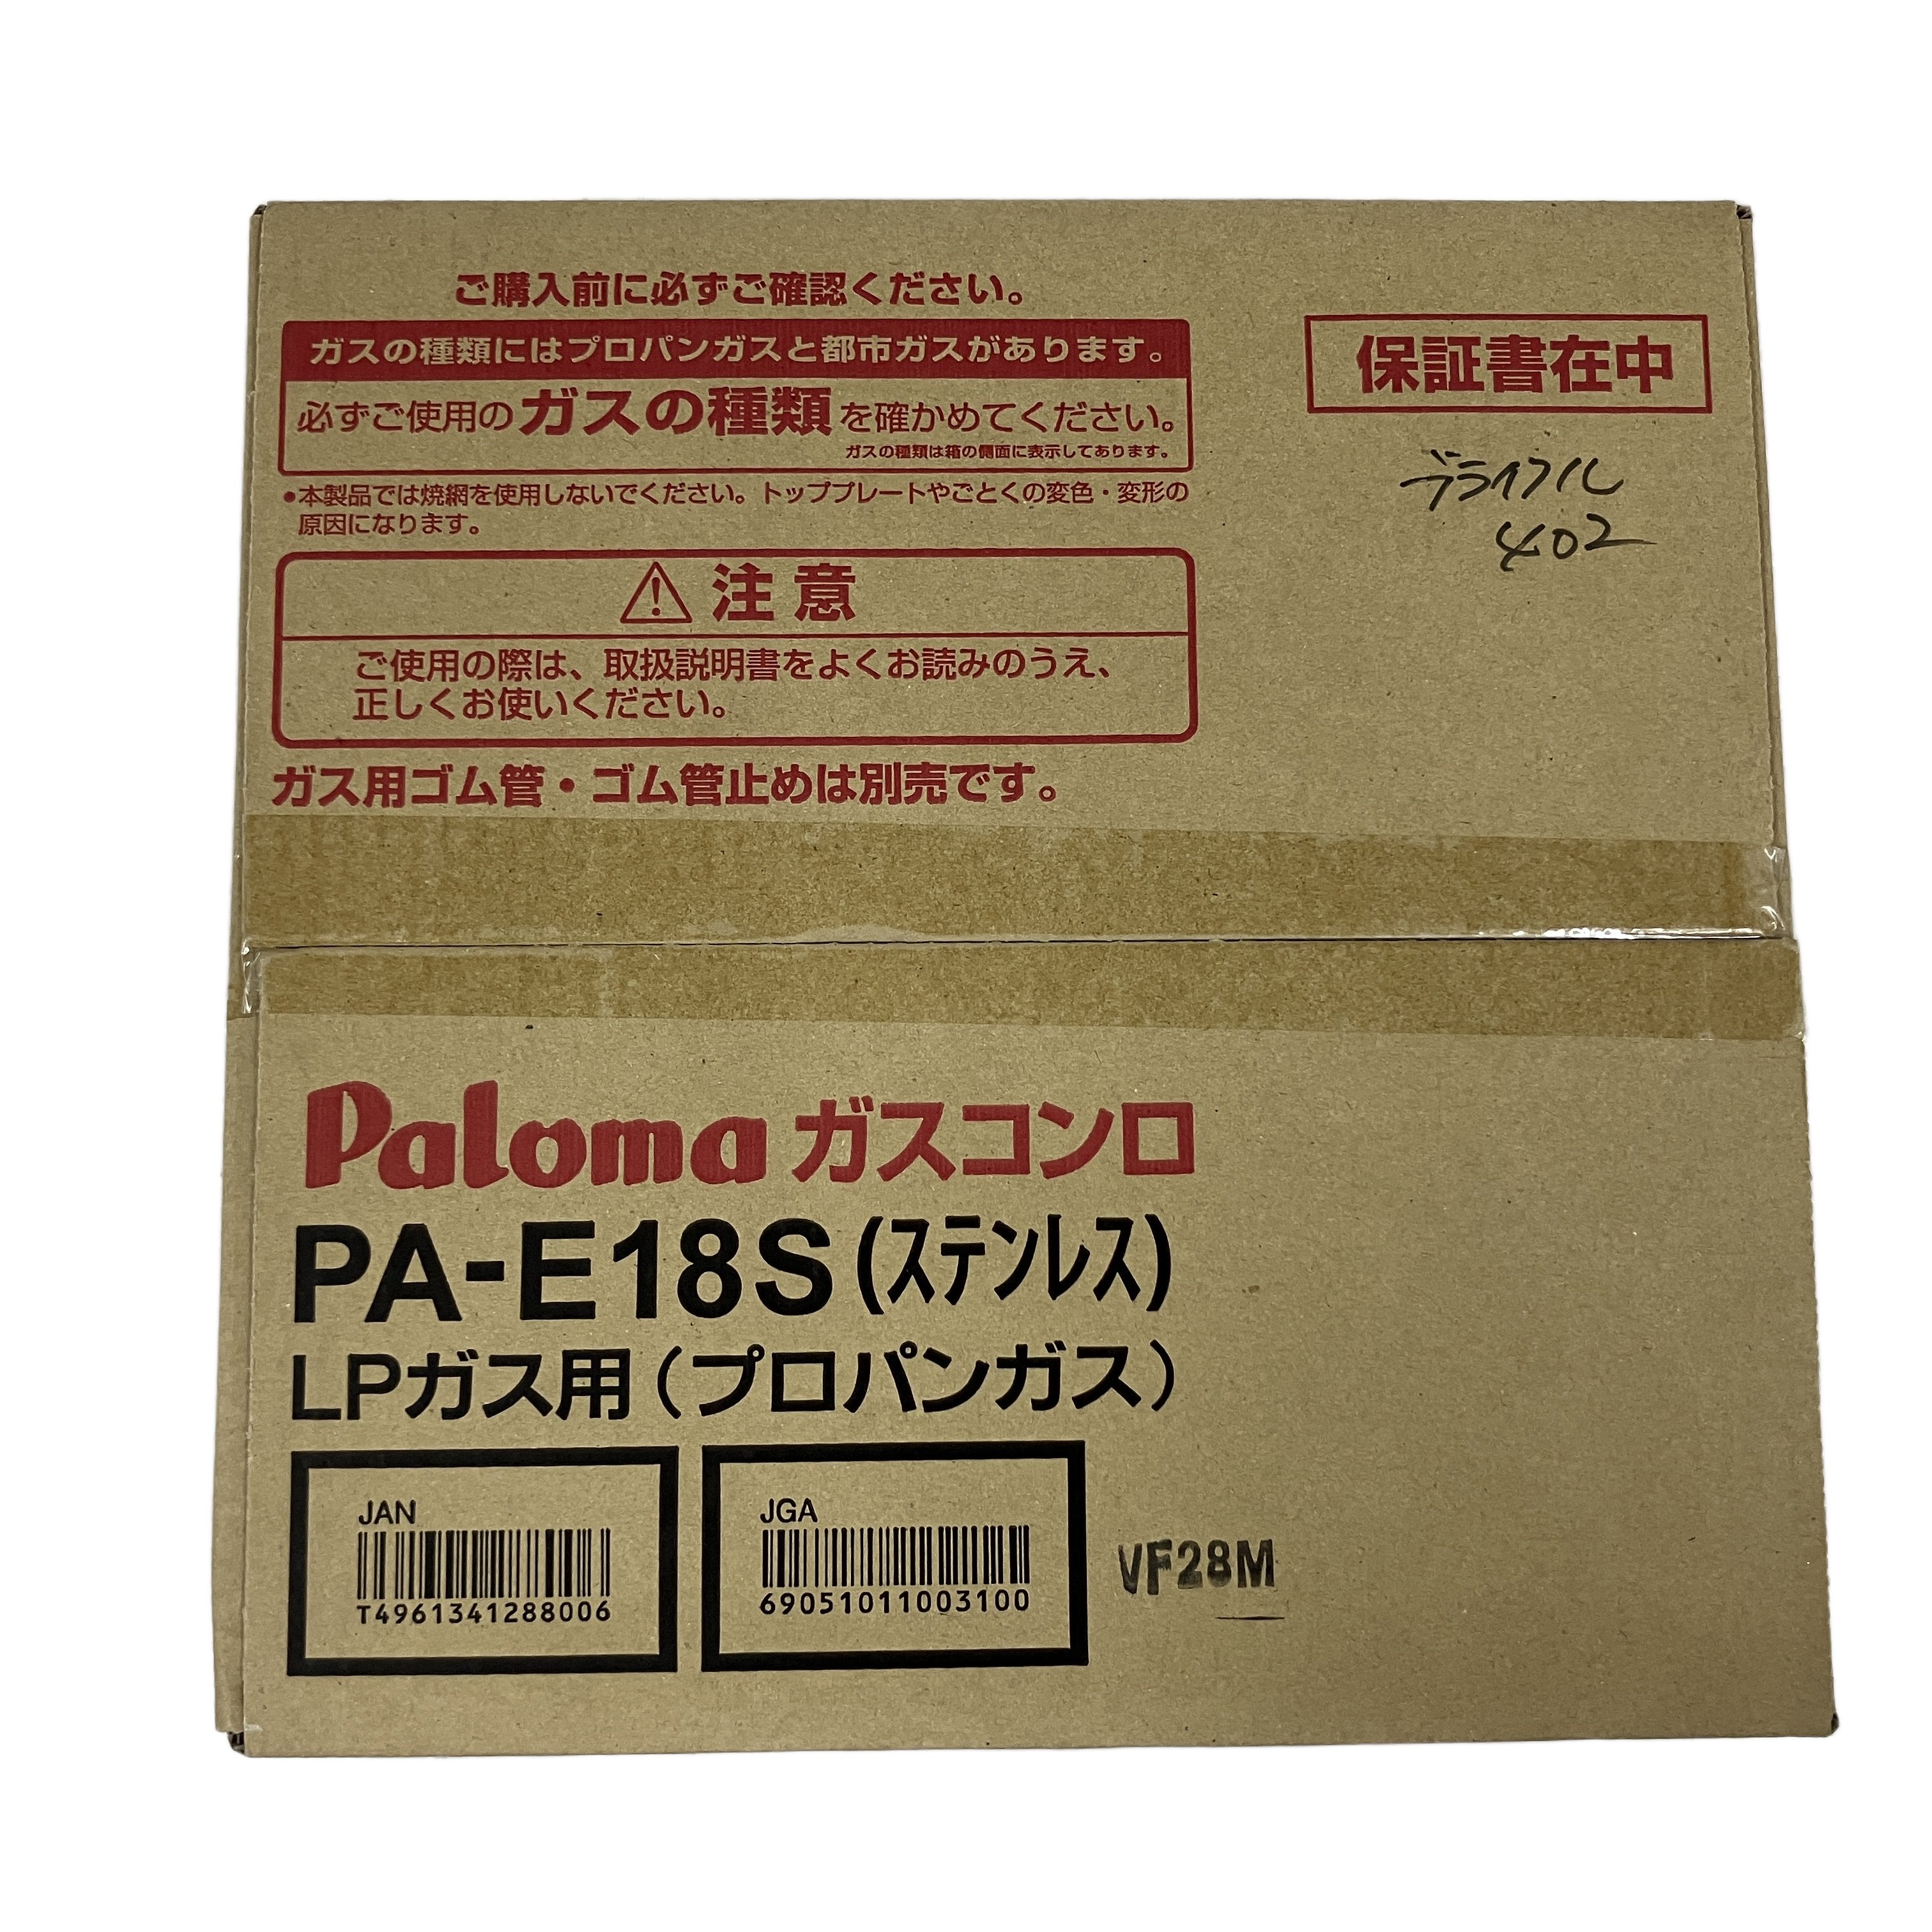 ご購入前に必ずご確認ください。
ガスの種類にはプロパンガスと都市ガスがあります。
必ずご使用のガスの種類を確かめてください。
ガスの種類は箱の側面に表示してあります。
●本製品では焼網を使用しないでください。トッププレートやごとくの変色・変形の
原因になります。
注意
ご使用の際は、取扱説明書をよくお読みのうえ、
正しくお使いください。
ガス用ゴム管・ゴム管止めは別売です。
保証書在中
ブライフル
402
Paloma ガスコンロ
PA-E18S(ステンレス)
LPガス用(プロパンガス)
JAN
T4961341288006
JGA
69051011003100
VF28M